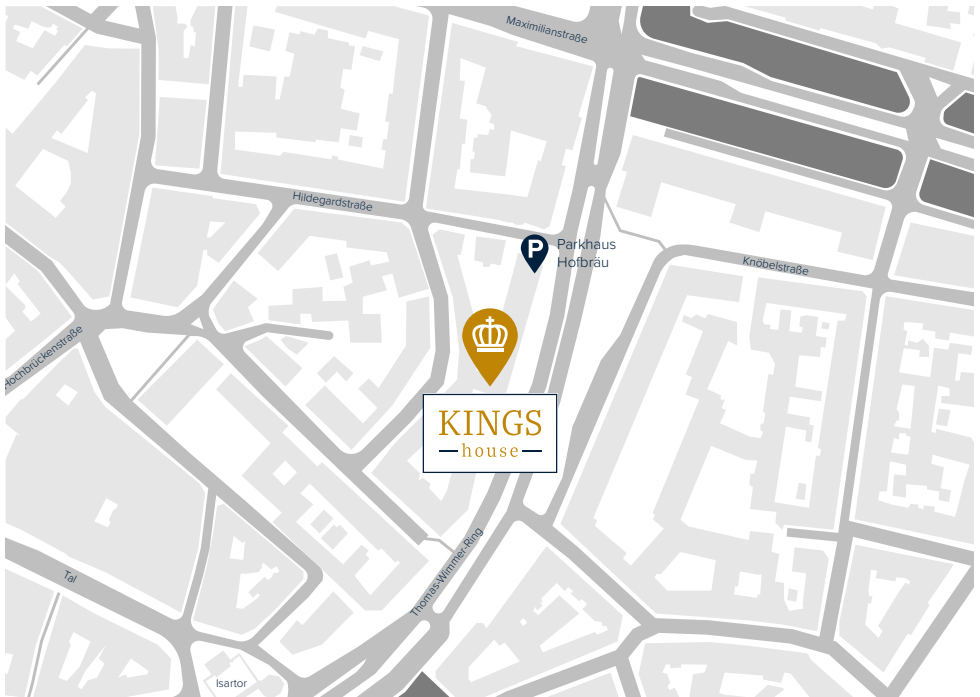 Maximilianstraße
Hildegardstraße
P
Parkhaus
Hofbräu
Knöbelstraße
Hochbrückenstraße
KINGS
house
Thomas-Wimmer-Ring
Tal
Isartor